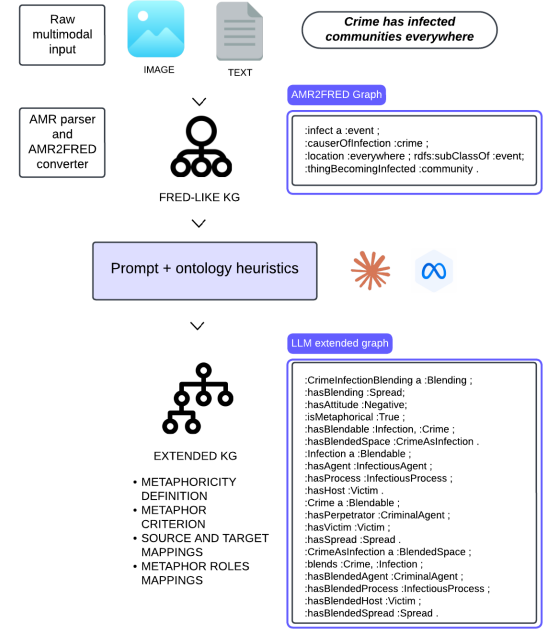 Raw
multimodal
input
IMAGE
TEXT
Crime has infected
communities everywhere
AMR parser
and
AMR2FRED
converter
FRED-LIKE KG
AMR2FRED Graph
:infect a :event ;
:causerOfInfection :crime ;
:location :everywhere ; rdfs:subClassOf :event;
:thingBecomingInfected :community .
Prompt + ontology heuristics
EXTENDED KG
• METAPHORICITY
DEFINITION
• METAPHOR
CRITERION
• SOURCE AND TARGET
MAPPINGS
• METAPHOR ROLES
MAPPINGS
LLM extended graph
:CrimeInfectionBlending a :Blending ;
:hasBlending :Spread;
:hasAttitude :Negative;
:isMetaphorical :True ;
:hasBlendable :Infection, :Crime ;
:hasBlendedSpace :CrimeAsInfection .
:Infection a :Blendable ;
:hasAgent :InfectiousAgent ;
:hasProcess :InfectiousProcess ;
:hasHost :Victim .
:Crime a :Blendable ;
:hasPerpetrator :CriminalAgent ;
:hasVictim :Victim ;
:hasSpread :Spread .
:CrimeAsInfection a :BlendedSpace ;
:blends :Crime, :Infection ;
:hasBlendedAgent :CriminalAgent ;
:hasBlendedProcess :InfectiousProcess ;
:hasBlendedHost :Victim ;
:hasBlendedSpread :Spread .